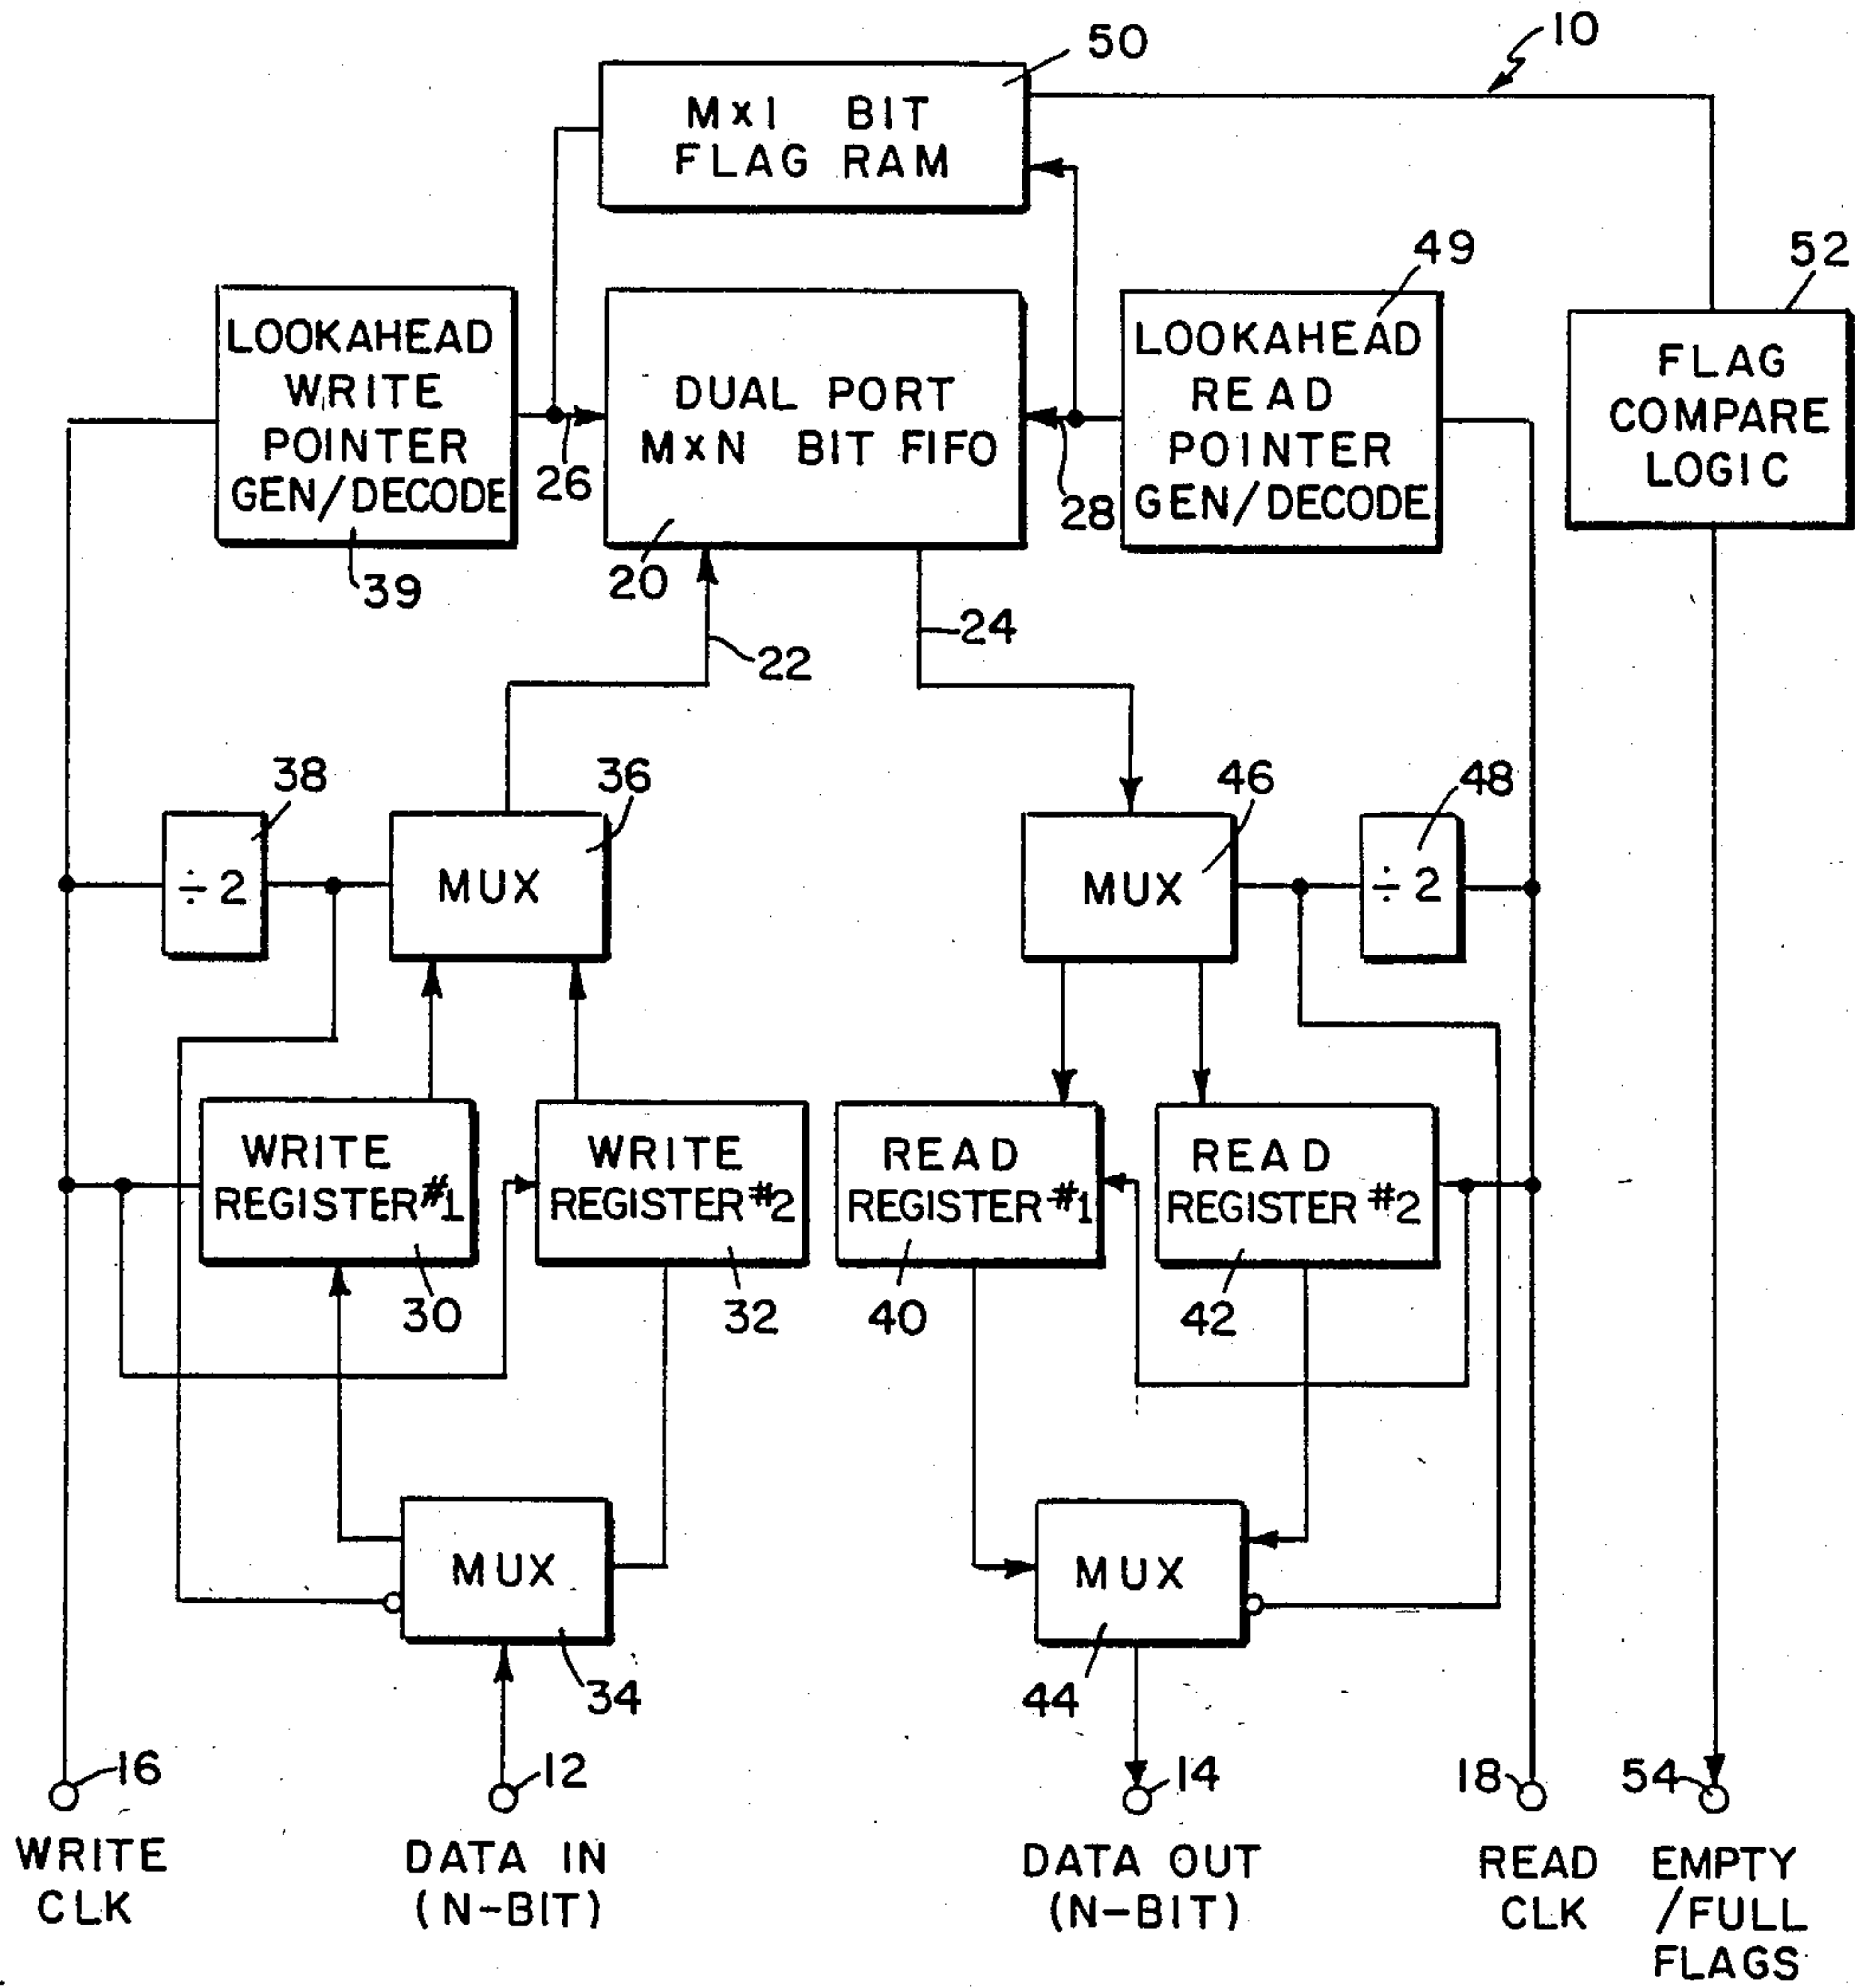 50
10
M×1 BIT
FLAG RAM
49
52
LOOKAHEAD
WRITE
POINTER
GEN/DECODE
39
26
DUAL PORT
M×N BIT FIFO
20
28
LOOKAHEAD
READ
POINTER
GEN/DECODE
FLAG
COMPARE
LOGIC
22
24
38
÷2
36
MUX
46
MUX
48
÷2
WRITE
REGISTER #1
30
WRITE
REGISTER #2
32
READ
REGISTER #1
40
READ
REGISTER #2
42
MUX
34
MUX
44
16
WRITE
CLK
12
DATA IN
(N-BIT)
14
DATA OUT
(N-BIT)
18
READ
CLK
54
EMPTY
/FULL
FLAGS